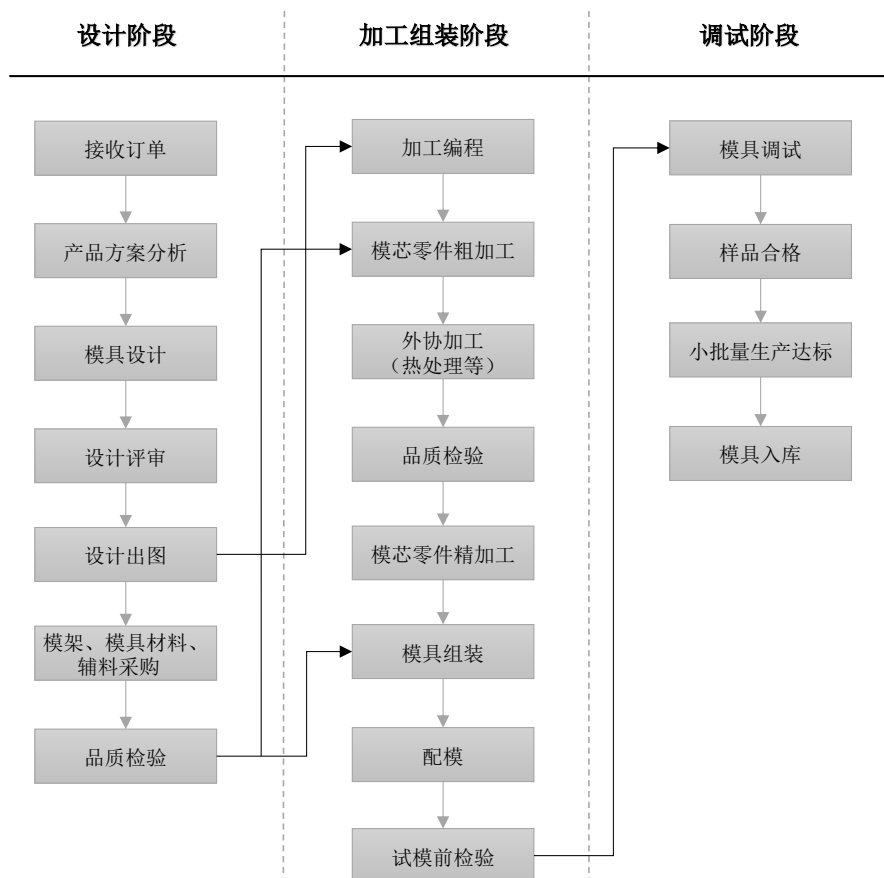 设计阶段
加工组装阶段
调试阶段
接收订单
产品方案分析
模具设计
设计评审
设计出图
模架、模具材料、
辅料采购
品质检验
加工编程
模芯零件粗加工
外协加工
（热处理等）
品质检验
模芯零件精加工
模具组装
配模
试模前检验
模具调试
样品合格
小批量生产达标
模具入库